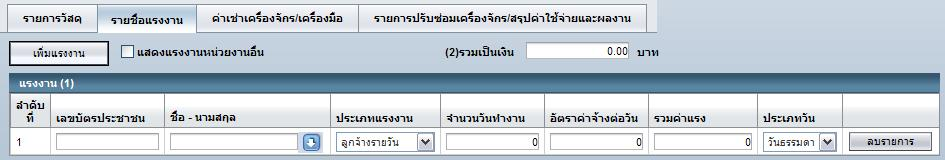 รายการวัสดุ รายชื่อแรงงาน ค่าเช่าเครื่องจักร/เครื่องมือ รายการปรับซ่อมเครื่องจักร/สรุปค่าใช้จ่ายและผลงาน
เพิ่มแรงงาน แสดงแรงงานหน่วยงานอื่น (2)รวมเป็นเงิน 0.00 บาท
แรงงาน (1)
ลำดับที่ เลขบัตรประชาชน ชื่อ - นามสกุล ประเภทแรงงาน จำนวนวันทำงาน อัตราค่าจ้างต่อวัน รวมค่าแรง ประเภทวัน
1 ลูกจ้างรายวัน 0 0 0 วันธรรมดา ลบรายการ